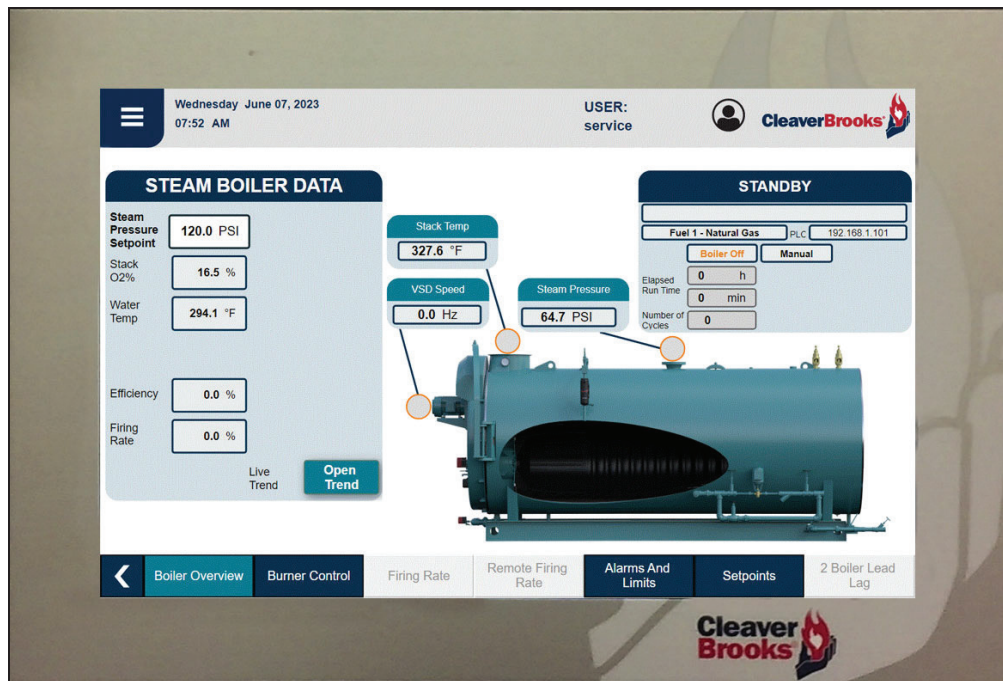 Wednesday June 07, 2023
07:52 AM
USER:
service
CleaverBrooks
STEAM BOILER DATA
Steam
Pressure
Setpoint
120.0 PSI
Stack
O2%
16.5 %
Water
Temp
294.1 °F
Efficiency
0.0 %
Firing
Rate
0.0 %
Live
Trend
Open
Trend
Stack Temp
327.6 °F
VSD Speed
0.0 Hz
Steam Pressure
64.7 PSI
STANDBY
Fuel 1 - Natural Gas
PLC
192.168.1.101
Boiler Off
Manual
Elapsed
Run Time
0 h
0 min
Number of
Cycles
0
Boiler Overview
Burner Control
Firing Rate
Remote Firing
Rate
Alarms And
Limits
Setpoints
2 Boiler Lead
Lag
Cleaver
Brooks